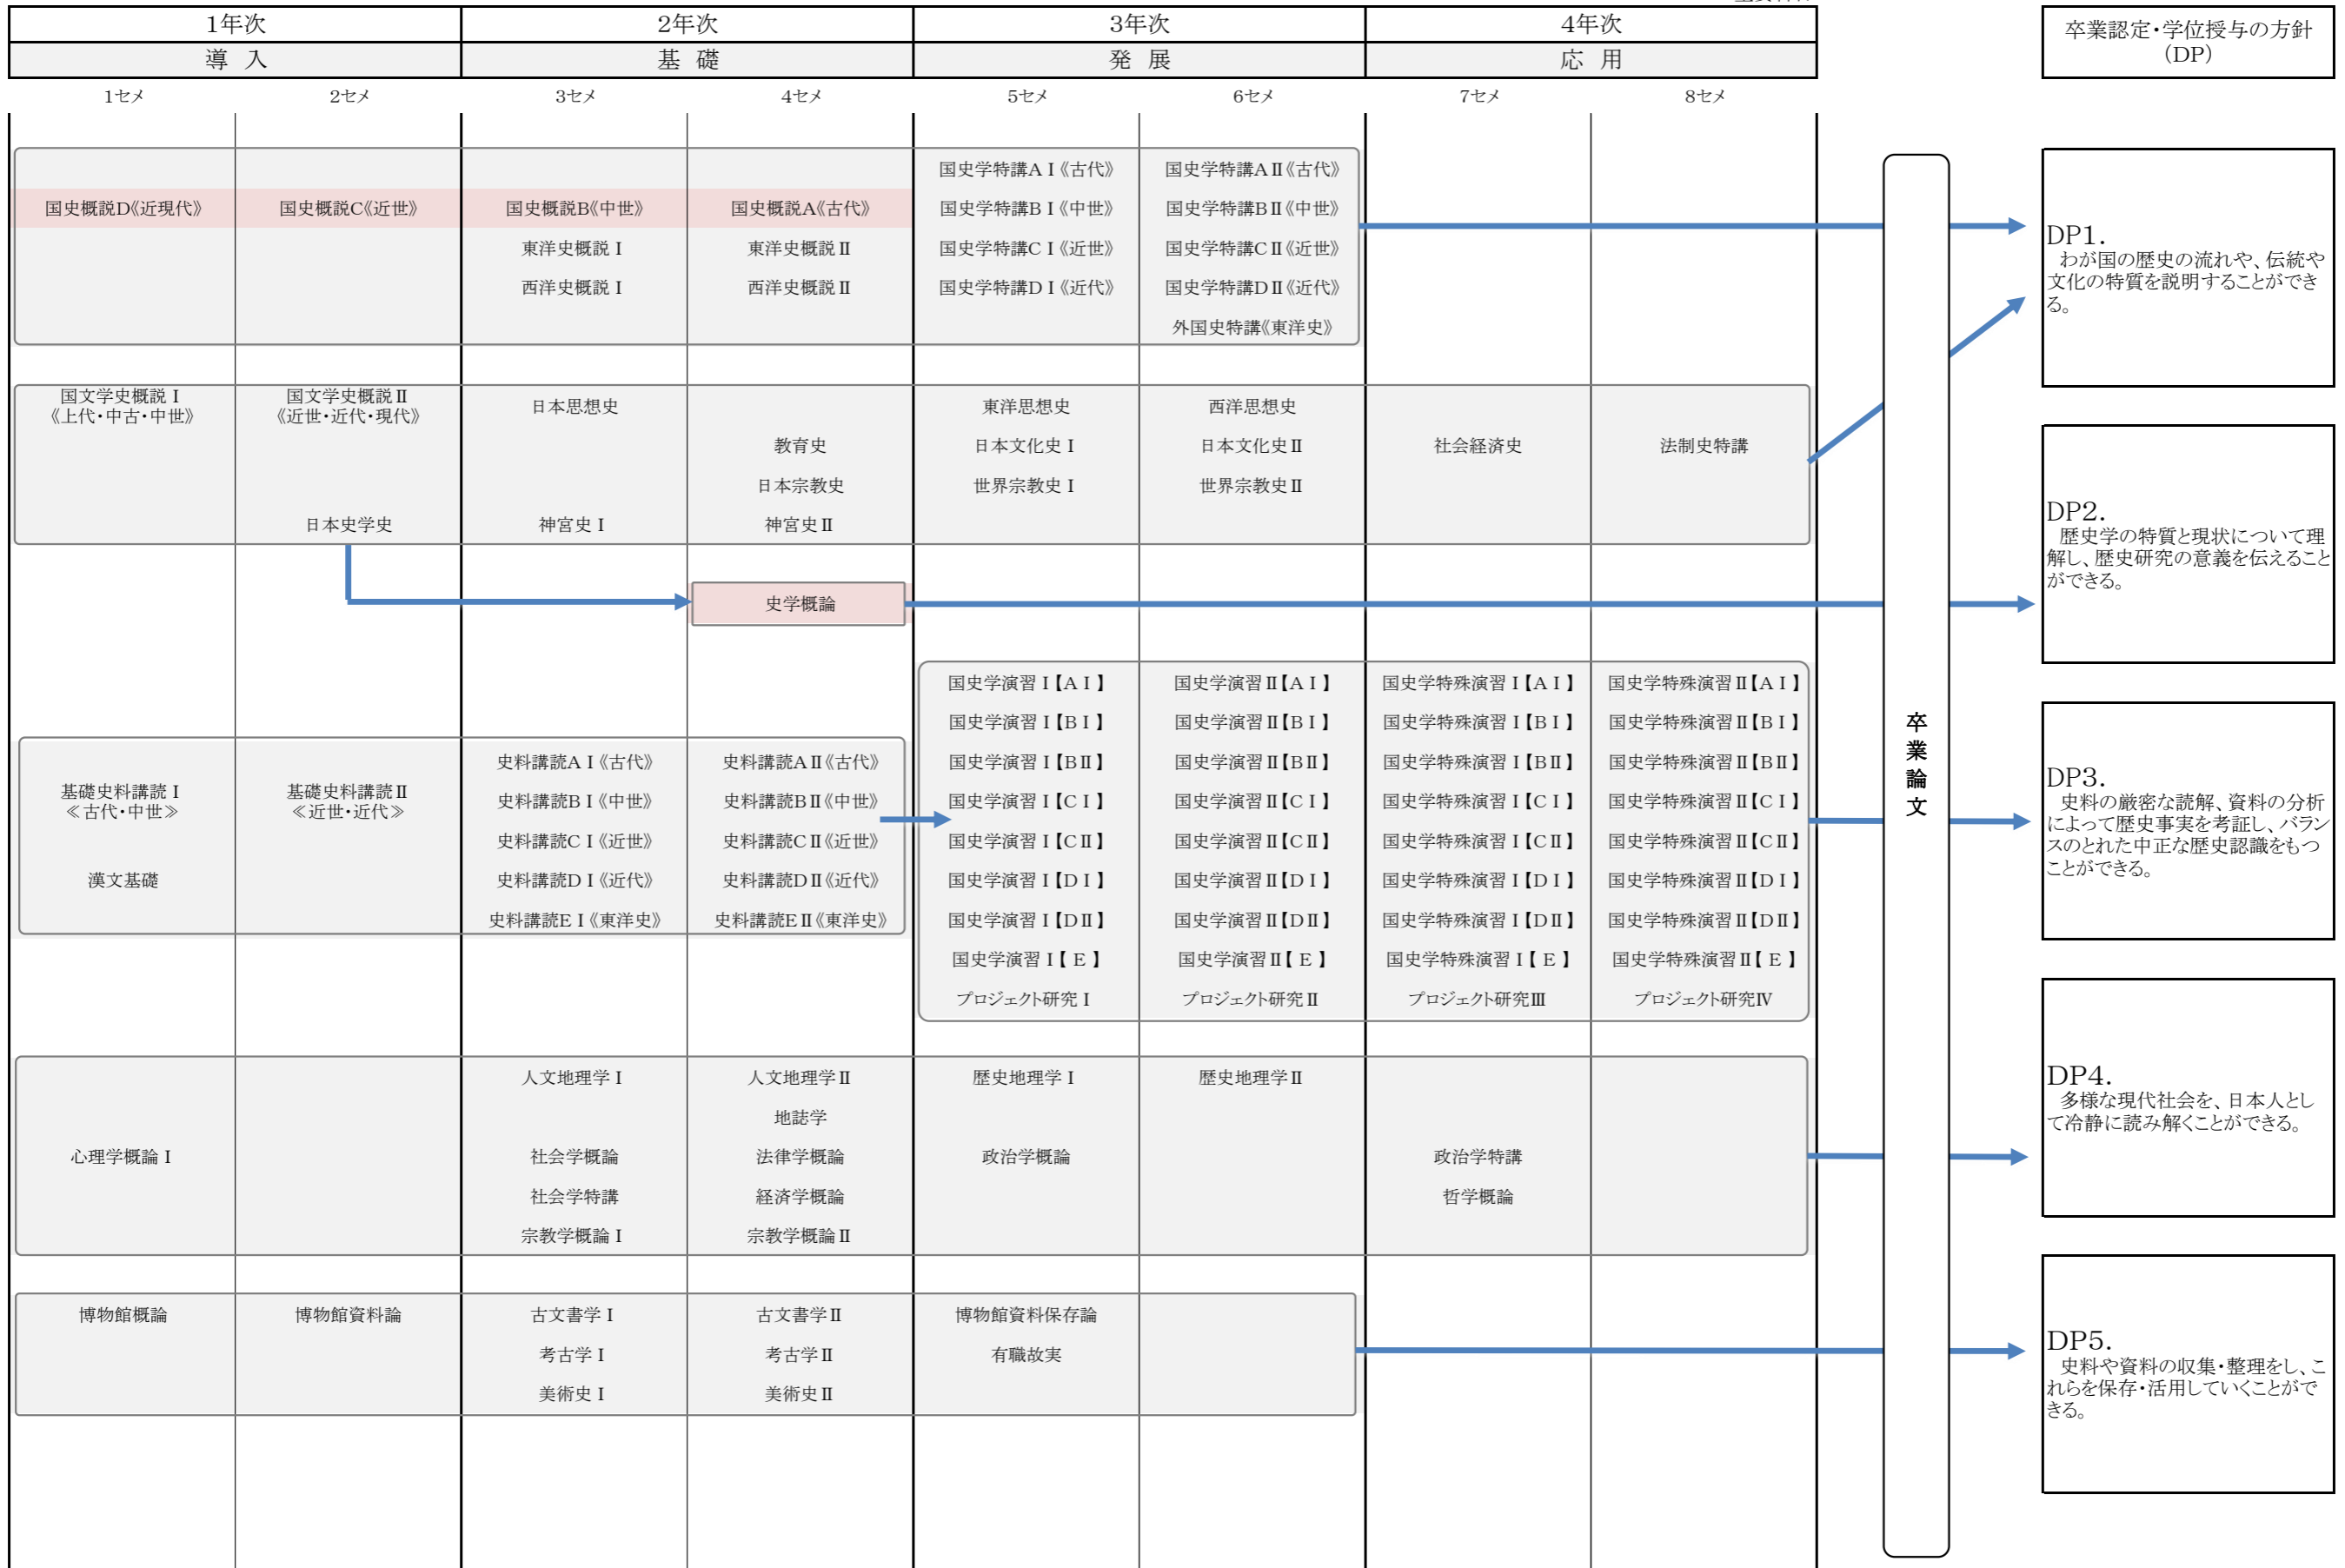 1年次
2年次
3年次
4年次
卒業認定・学位授与の方針
(DP)
導 入
基 礎
発 展
応 用
1セメ
2セメ
3セメ
4セメ
5セメ
6セメ
7セメ
8セメ
国史学特講AⅠ《古代》
国史学特講AⅡ《古代》
国史概説D《近現代》
国史概説C《近世》
国史概説B《中世》
国史概説A《古代》
国史学特講BⅠ《中世》
国史学特講BⅡ《中世》
東洋史概説Ⅰ
東洋史概説Ⅱ
国史学特講CⅠ《近世》
国史学特講CⅡ《近世》
西洋史概説Ⅰ
西洋史概説Ⅱ
国史学特講DⅠ《近代》
国史学特講DⅡ《近代》
外国史特講《東洋史》
DP1.
わが国の歴史の流れや、伝統や
文化の特質を説明することができ
る。
国文学史概説Ⅰ
《上代・中古・中世》
国文学史概説Ⅱ
《近世・近代・現代》
日本思想史
東洋思想史
西洋思想史
教育史
日本文化史Ⅰ
日本文化史Ⅱ
社会経済史
法制史特講
日本宗教史
世界宗教史Ⅰ
世界宗教史Ⅱ
日本史学史
神宮史Ⅰ
神宮史Ⅱ
史学概論
DP2.
歴史学の特質と現状について理
解し、歴史研究の意義を伝えること
ができる。
国史学演習Ⅰ【AⅠ】
国史学演習Ⅱ【AⅠ】
国史学特殊演習Ⅰ【AⅠ】
国史学特殊演習Ⅱ【AⅠ】
国史学演習Ⅰ【BⅠ】
国史学演習Ⅱ【BⅠ】
国史学特殊演習Ⅰ【BⅠ】
国史学特殊演習Ⅱ【BⅠ】
史料講読AⅠ《古代》
史料講読AⅡ《古代》
国史学演習Ⅰ【BⅡ】
国史学演習Ⅱ【BⅡ】
国史学特殊演習Ⅰ【BⅡ】
国史学特殊演習Ⅱ【BⅡ】
基礎史料講読Ⅰ
≪古代・中世≫
基礎史料講読Ⅱ
≪近世・近代≫
史料講読BⅠ《中世》
史料講読BⅡ《中世》
国史学演習Ⅰ【CⅠ】
国史学演習Ⅱ【CⅠ】
国史学特殊演習Ⅰ【CⅠ】
国史学特殊演習Ⅱ【CⅠ】
史料講読CⅠ《近世》
史料講読CⅡ《近世》
国史学演習Ⅰ【CⅡ】
国史学演習Ⅱ【CⅡ】
国史学特殊演習Ⅰ【CⅡ】
国史学特殊演習Ⅱ【CⅡ】
漢文基礎
史料講読DⅠ《近代》
史料講読DⅡ《近代》
国史学演習Ⅰ【DⅠ】
国史学演習Ⅱ【DⅠ】
国史学特殊演習Ⅰ【DⅠ】
国史学特殊演習Ⅱ【DⅠ】
史料講読EⅠ《東洋史》
史料講読EⅡ《東洋史》
国史学演習Ⅰ【DⅡ】
国史学演習Ⅱ【DⅡ】
国史学特殊演習Ⅰ【DⅡ】
国史学特殊演習Ⅱ【DⅡ】
国史学演習Ⅰ【 E 】
国史学演習Ⅱ【 E 】
国史学特殊演習Ⅰ【 E 】
国史学特殊演習Ⅱ【 E 】
プロジェクト研究Ⅰ
プロジェクト研究Ⅱ
プロジェクト研究Ⅲ
プロジェクト研究Ⅳ
卒業論文
DP3.
史料の厳密な読解、資料の分析
によって歴史事実を考証し、バラン
スのとれた中正な歴史認識をもつ
ことができる。
人文地理学Ⅰ
人文地理学Ⅱ
歴史地理学Ⅰ
歴史地理学Ⅱ
地誌学
心理学概論Ⅰ
社会学概論
法律学概論
政治学概論
政治学特講
社会学特講
経済学概論
哲学概論
宗教学概論Ⅰ
宗教学概論Ⅱ
DP4.
多様な現代社会を、日本人とし
て冷静に読み解くことができる。
博物館概論
博物館資料論
古文書学Ⅰ
古文書学Ⅱ
博物館資料保存論
考古学Ⅰ
考古学Ⅱ
有職故実
美術史Ⅰ
美術史Ⅱ
DP5.
史料や資料の収集・整理をし、こ
れらを保存・活用していくことがで
きる。